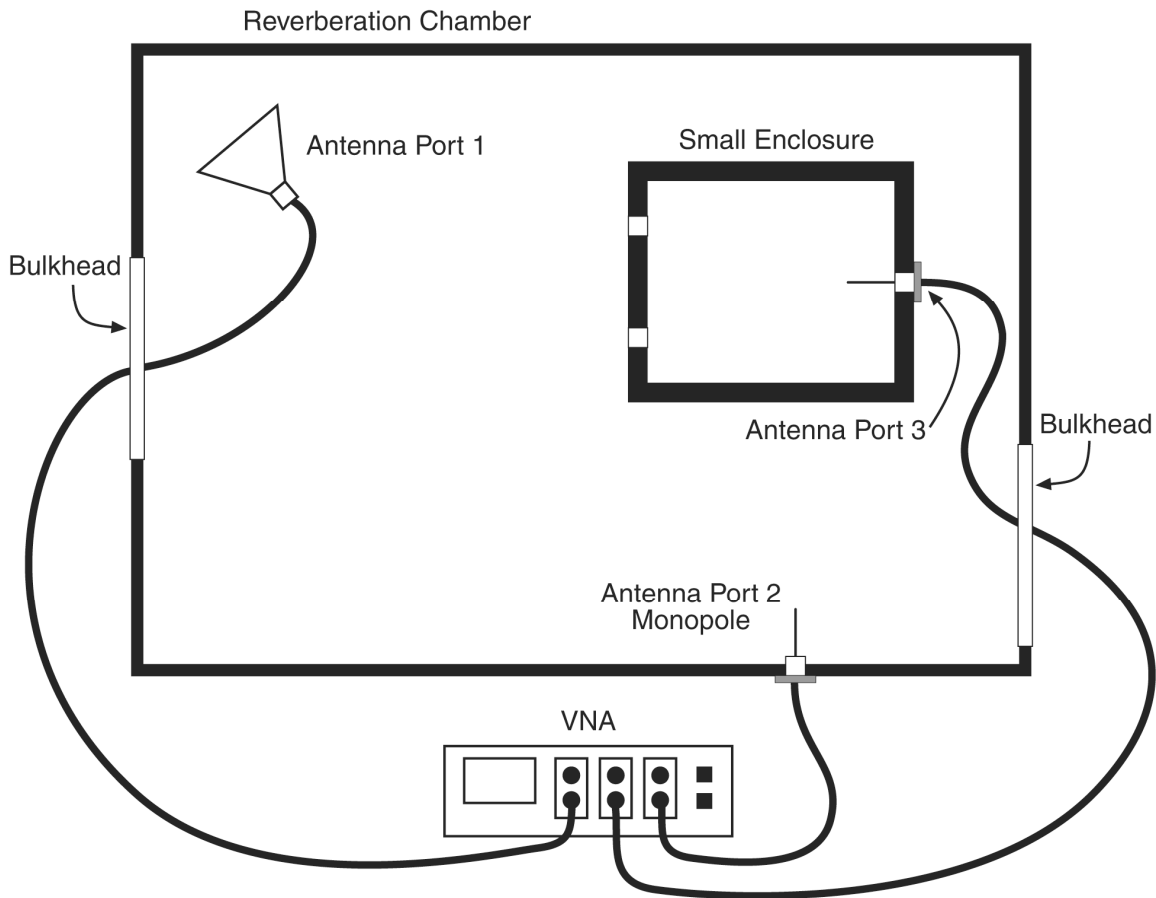 Reverberation Chamber
Antenna Port 1
Small Enclosure
Bulkhead
Antenna Port 3
Bulkhead
Antenna Port 2
Monopole
VNA